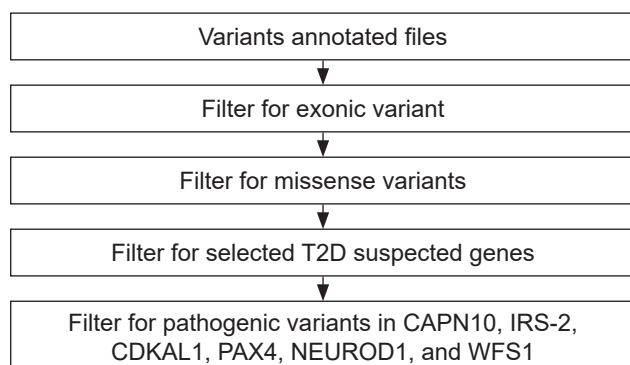 Variants annotated files
Filter for exonic variant
Filter for missense variants
Filter for selected T2D suspected genes
Filter for pathogenic variants in CAPN10, IRS-2,
CDKAL1, PAX4, NEUROD1, and WFS1